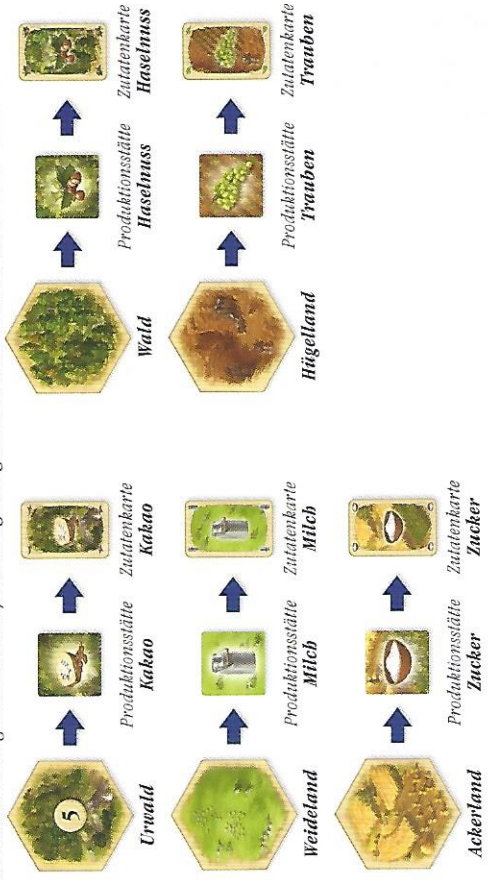 5
Urwald
Produktionsstätte
Kakao
Zutatenkarte
Kakao
Wald
Produktionsstätte
Haselnuss
Zutatenkarte
Haselnuss
Weideland
Produktionsstätte
Milch
Zutatenkarte
Milch
Hügelland
Produktionsstätte
Trauben
Zutatenkarte
Trauben
Ackerland
Produktionsstätte
Zucker
Zutatenkarte
Zucker